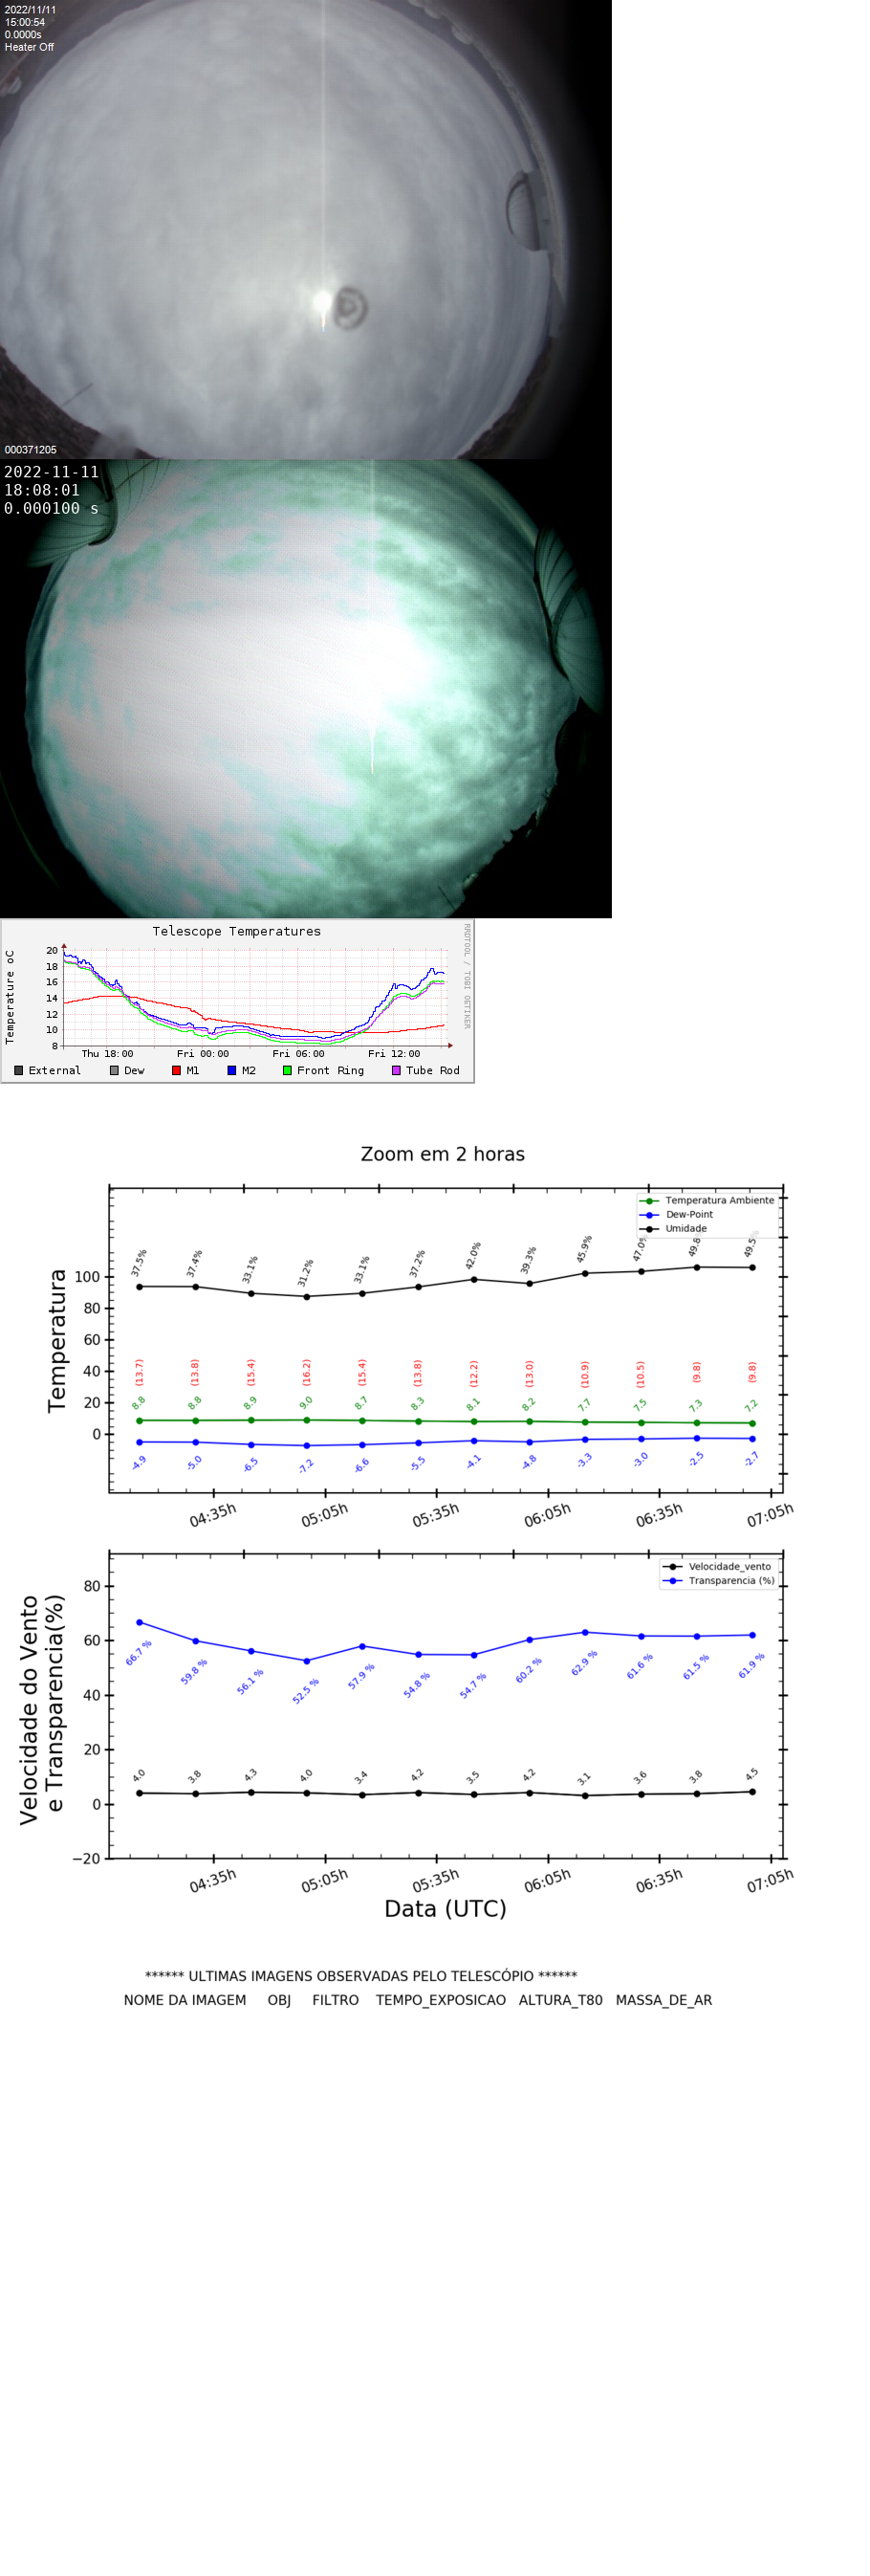 2022/11/11
15:00:54
0.0000s
Heater Off
000371205
2022-11-11
18:08:01
0.000100 s
Telescope Temperatures
RRDTOOL / TOBI OETIKER
Temperature oC
20
18
16
14
12
10
8
Thu 18:00 Fri 00:00 Fri 06:00 Fri 12:00
External Dew M1 M2 Front Ring Tube Rod
Zoom em 2 horas
Temperatura Ambiente
Dew-Point
Umidade
37.5% 37.4% 33.1% 31.2% 33.1% 37.2% 42.0% 39.3% 45.9% 47.0% 49.8% 49.5%
Temperatura
100
80
60
40
20
0
(13.7) (13.8) (15.4) (16.2) (15.4) (13.8) (12.2) (13.0) (10.9) (10.5) (9.8) (9.8)
8.8 8.8 8.9 9.0 8.7 8.3 8.1 8.2 7.7 7.5 7.3 7.2
-4.9 -5.0 -6.5 -7.2 -6.6 -5.5 -4.1 -4.8 -3.3 -3.0 -2.5 -2.7
04:35h 05:05h 05:35h 06:05h 06:35h 07:05h
Velocidade_vento
Transparencia (%)
Velocidade do Vento
e Transparencia(%)
80
60
40
20
0
−20
66.7 % 59.8 % 56.1 % 52.5 % 57.9 % 54.8 % 54.7 % 60.2 % 62.9 % 61.6 % 61.5 % 61.9 %
4.0 3.8 4.3 4.0 3.4 4.2 3.5 4.2 3.1 3.6 3.8 4.5
04:35h 05:05h 05:35h 06:05h 06:35h 07:05h
Data (UTC)
****** ULTIMAS IMAGENS OBSERVADAS PELO TELESCÓPIO ******
NOME DA IMAGEM OBJ FILTRO TEMPO_EXPOSICAO ALTURA_T80 MASSA_DE_AR